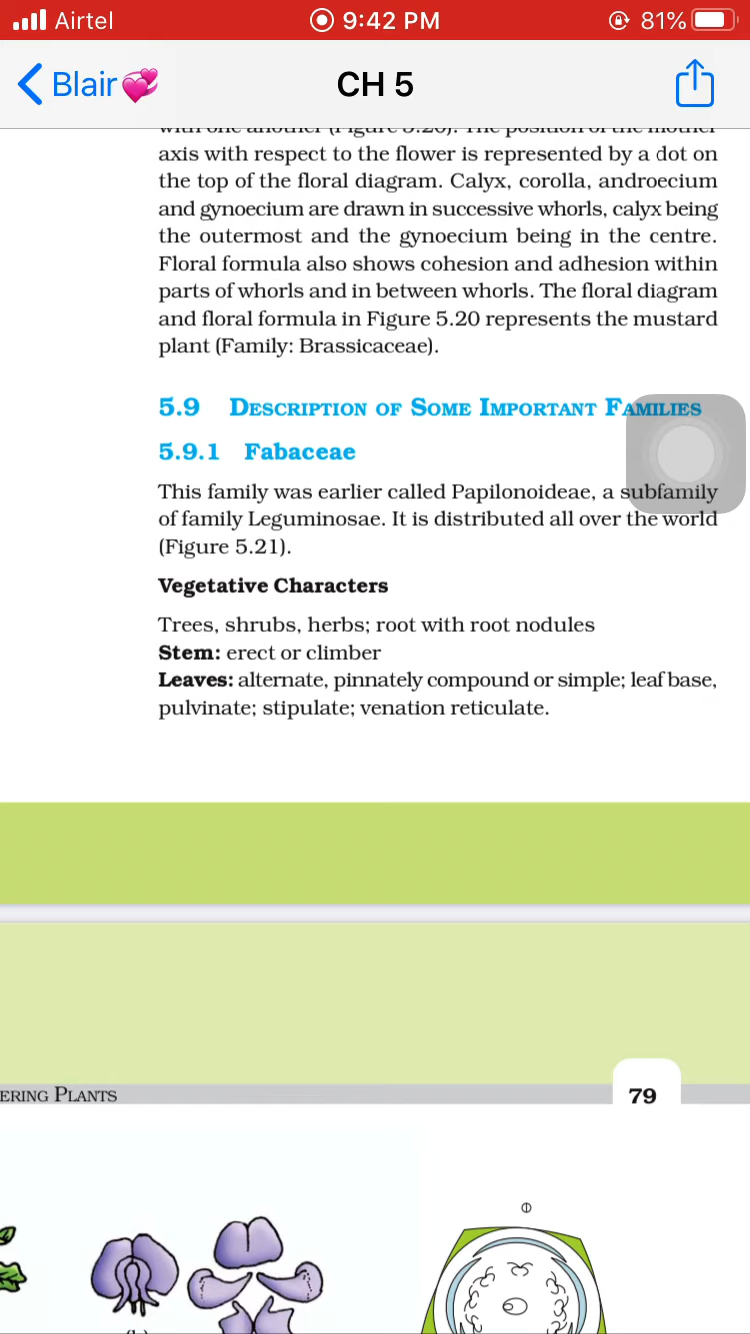 Airtel 9:42 PM 81%
Blair💞 CH 5
axis with respect to the flower is represented by a dot on
the top of the floral diagram. Calyx, corolla, androecium
and gynoecium are drawn in successive whorls, calyx being
the outermost and the gynoecium being in the centre.
Floral formula also shows cohesion and adhesion within
parts of whorls and in between whorls. The floral diagram
and floral formula in Figure 5.20 represents the mustard
plant (Family: Brassicaceae).
5.9 DESCRIPTION OF SOME IMPORTANT FAMILIES
5.9.1 Fabaceae
This family was earlier called Papilonoideae, a subfamily
of family Leguminosae. It is distributed all over the world
(Figure 5.21).
Vegetative Characters
Trees, shrubs, herbs; root with root nodules
Stem: erect or climber
Leaves: alternate, pinnately compound or simple; leaf base,
pulvinate; stipulate; venation reticulate.
ERING PLANTS 79